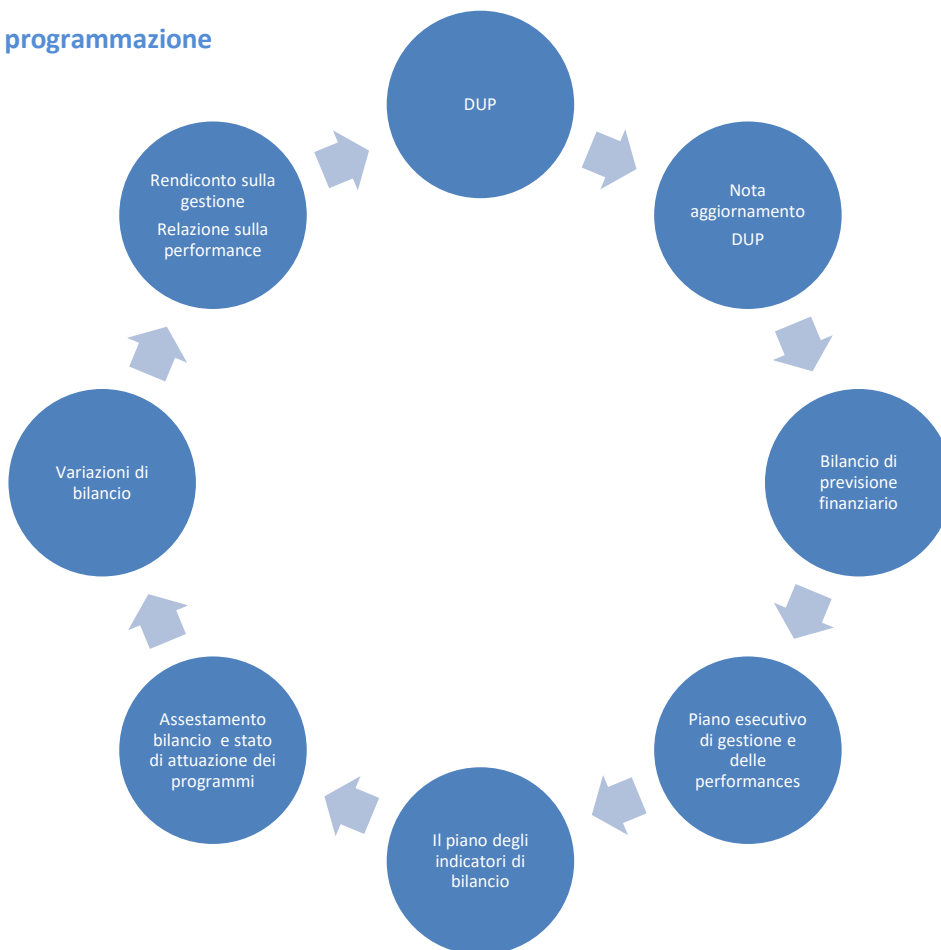 programmazione
DUP
Nota
aggiornamento
DUP
Bilancio di
previsione
finanziario
Piano esecutivo
di gestione e
delle
performances
Il piano degli
indicatori di
bilancio
Assestamento
bilancio e stato
di attuazione dei
programmi
Variazioni di
bilancio
Rendiconto sulla
gestione
Relazione sulla
performance